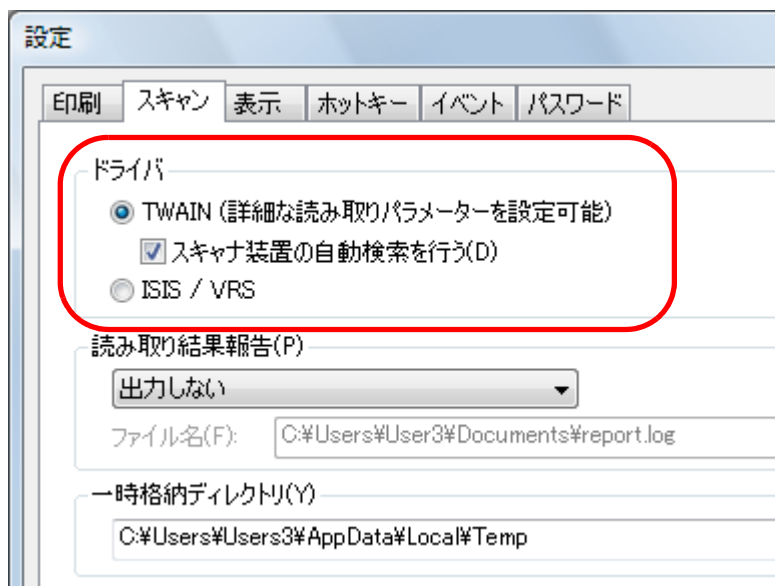 設定
印刷 スキャン 表示 ホットキー イベント パスワード
ドライバ
TWAIN (詳細な読み取りパラメーターを設定可能)
スキャナ装置の自動検索を行う(D)
ISIS / VRS
読み取り結果報告(P)
出力しない
ファイル名(F): C:¥Users¥User3¥Documents¥report.log
一時格納ディレクトリ(Y)
C:¥Users¥Users3¥AppData¥Local¥Temp